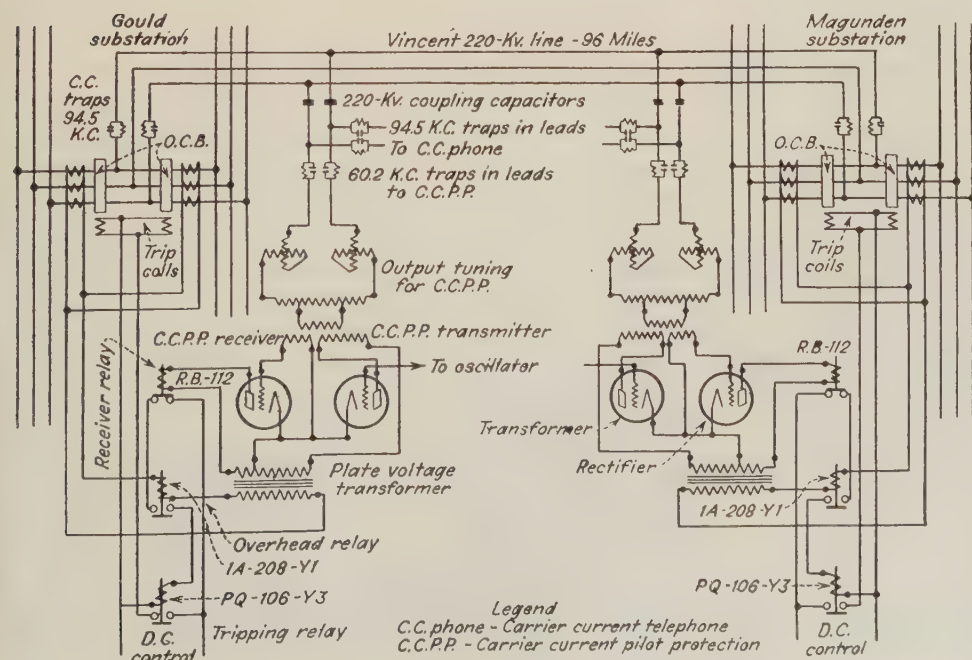 Gould
substation
Vincent 220-Kv. line - 96 Miles
Magunden
substation
C.C.
traps
94.5
K.C.
O.C.B.
220-Kv. coupling capacitors
94.5 K.C. traps in leads
To C.C. phone
60.2 K.C. traps in leads
to C.C.P.P.
O.C.B.
Trip
coils
Output tuning
for C.C.P.P.
Trip
coils
C.C.P.P. receiver
C.C.P.P. transmitter
To oscillator
Receiver relay
R.B.-112
R.B.-112
Transformer
Rectifier
Plate voltage
transformer
1A-208-Y1
Overhead relay
1A-208-Y1
PQ-106-Y3
PQ-106-Y3
Tripping relay
D.C.
control
D.C.
control
Legend
C.C. phone - Carrier current telephone
C.C.P.P. - Carrier current pilot protection